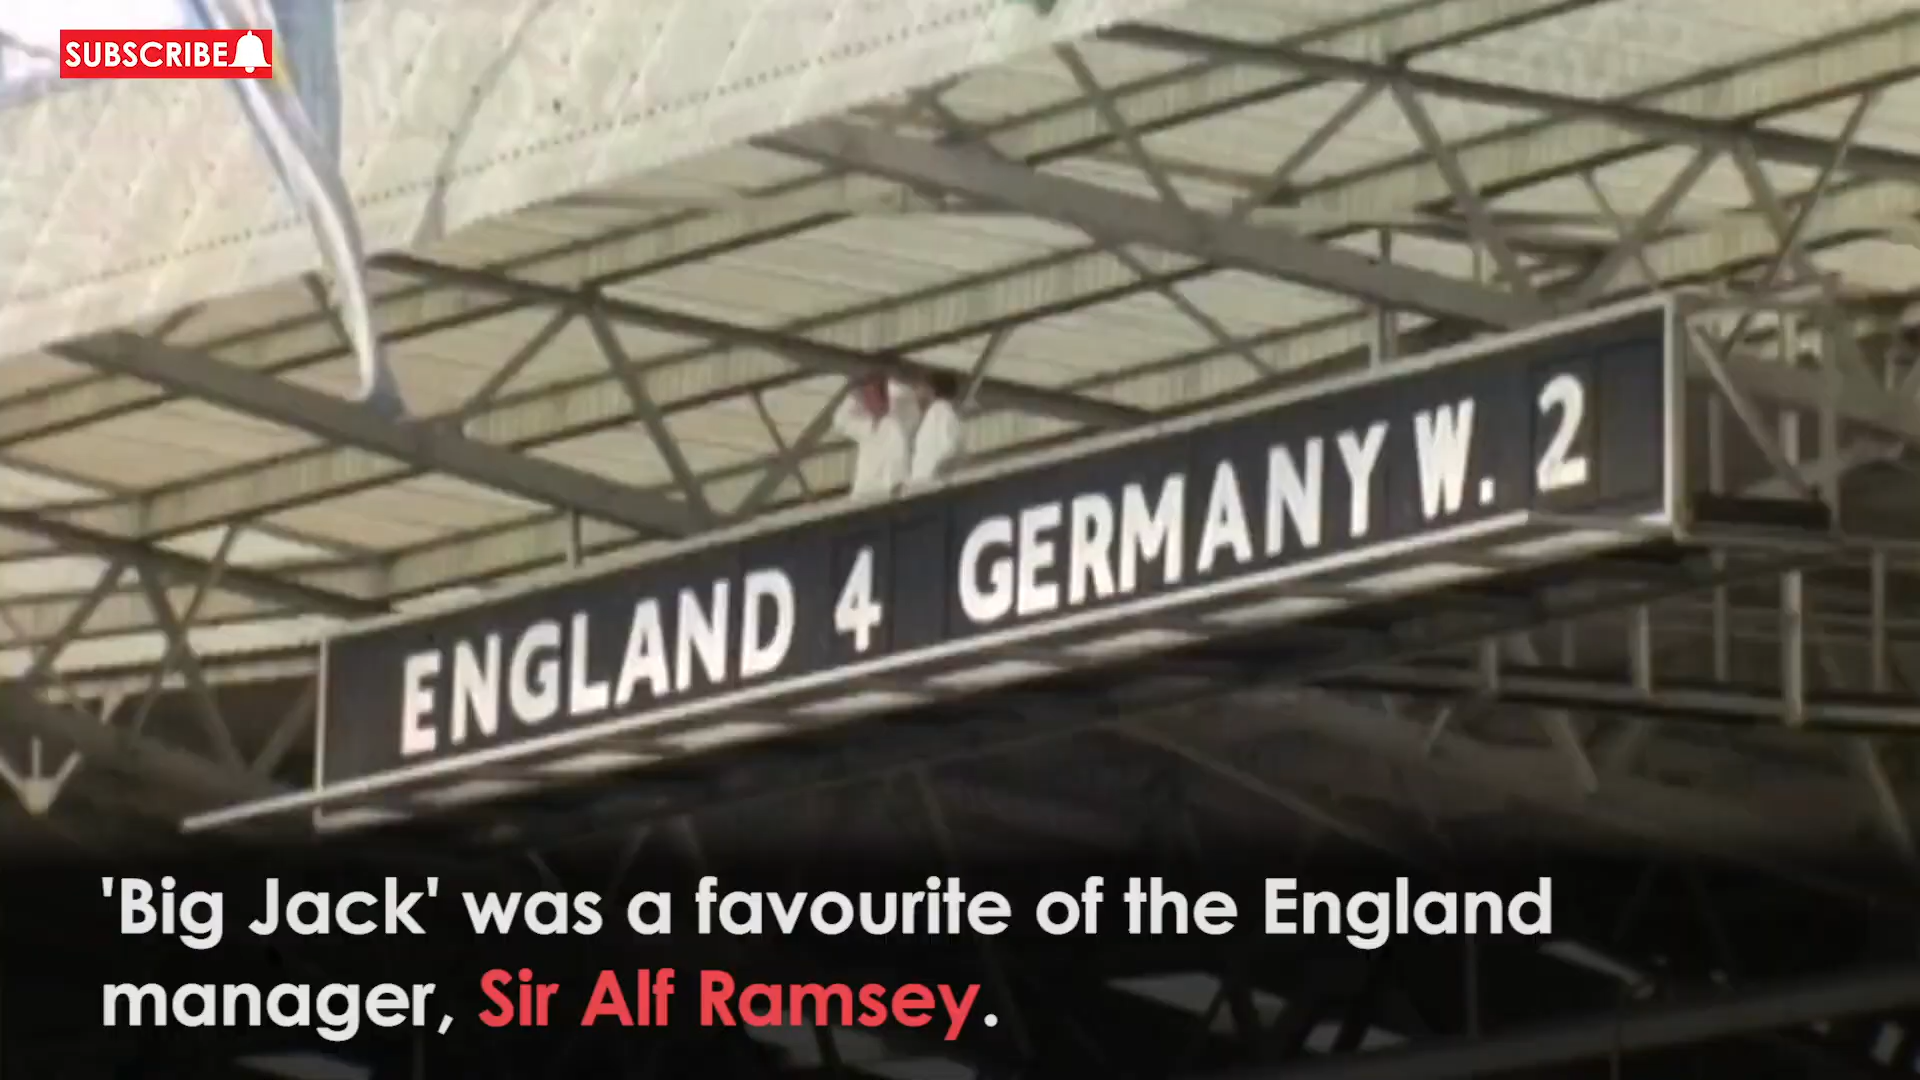 SUBSCRIBE
ENGLAND 4 GERMANY W. 2
'Big Jack' was a favourite of the England
manager, Sir Alf Ramsey.